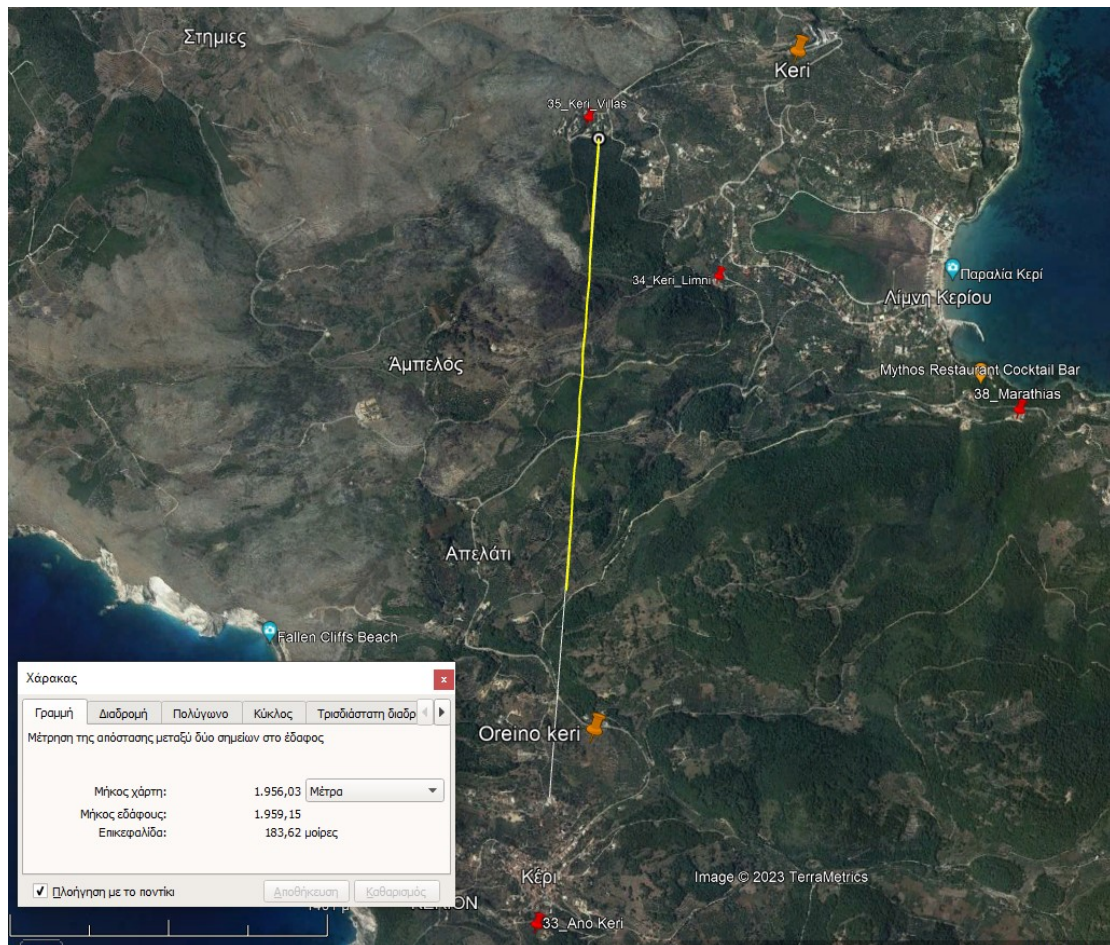 Στημιες
Keri
35_Keri_Villas
34_Keri_Limni
Παραλία Κερί
Λίμνη Κερίου
Άμπελός
Mythos Restaurant Cocktail Bar
38_Marathias
Απελάτι
Fallen Cliffs Beach
Oreino keri
Χάρακας
Γραμμή Διαδρομή Πολύγωνο Κύκλος Τρισδιάστατη διαδρ
Μέτρηση της απόστασης μεταξύ δύο σημείων στο έδαφος
Μήκος χάρτη: 1.956,03 Μέτρα
Μήκος εδάφους: 1.959,15
Επικεφαλίδα: 183,62 μοίρες
Πλοήγηση με το ποντίκι Αποθήκευση Καθαρισμός
Κέρι
Image © 2023 TerraMetrics
33_Ano Keri